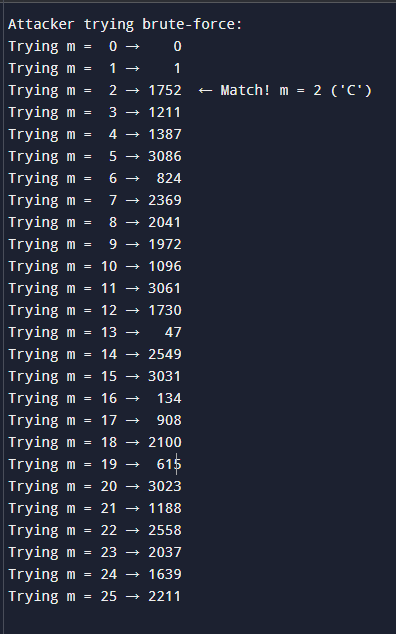 Attacker trying brute-force:
Trying m =  0 →    0
Trying m =  1 →    1
Trying m =  2 → 1752  ← Match! m = 2 ('C')
Trying m =  3 → 1211
Trying m =  4 → 1387
Trying m =  5 → 3086
Trying m =  6 →  824
Trying m =  7 → 2369
Trying m =  8 → 2041
Trying m =  9 → 1972
Trying m = 10 → 1096
Trying m = 11 → 3061
Trying m = 12 → 1730
Trying m = 13 →   47
Trying m = 14 → 2549
Trying m = 15 → 3031
Trying m = 16 →  134
Trying m = 17 →  908
Trying m = 18 → 2100
Trying m = 19 →  615
Trying m = 20 → 3023
Trying m = 21 → 1188
Trying m = 22 → 2558
Trying m = 23 → 2037
Trying m = 24 → 1639
Trying m = 25 → 2211